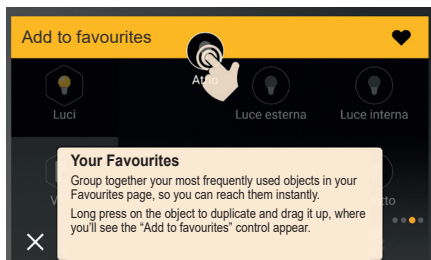 Add to favourites
Luci
Luce esterna
Luce interna
Your Favourites
Group together your most frequently used objects in your
Favourites page, so you can reach them instantly.
Long press on the object to duplicate and drag it up, where
you'll see the “Add to favourites” control appear.